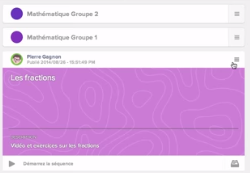 Mathématique Groupe 2
Mathématique Groupe 1
Pierre Gagnon
Les fractions
Vidéo et exercices sur les fractions
Démarrez la séquence